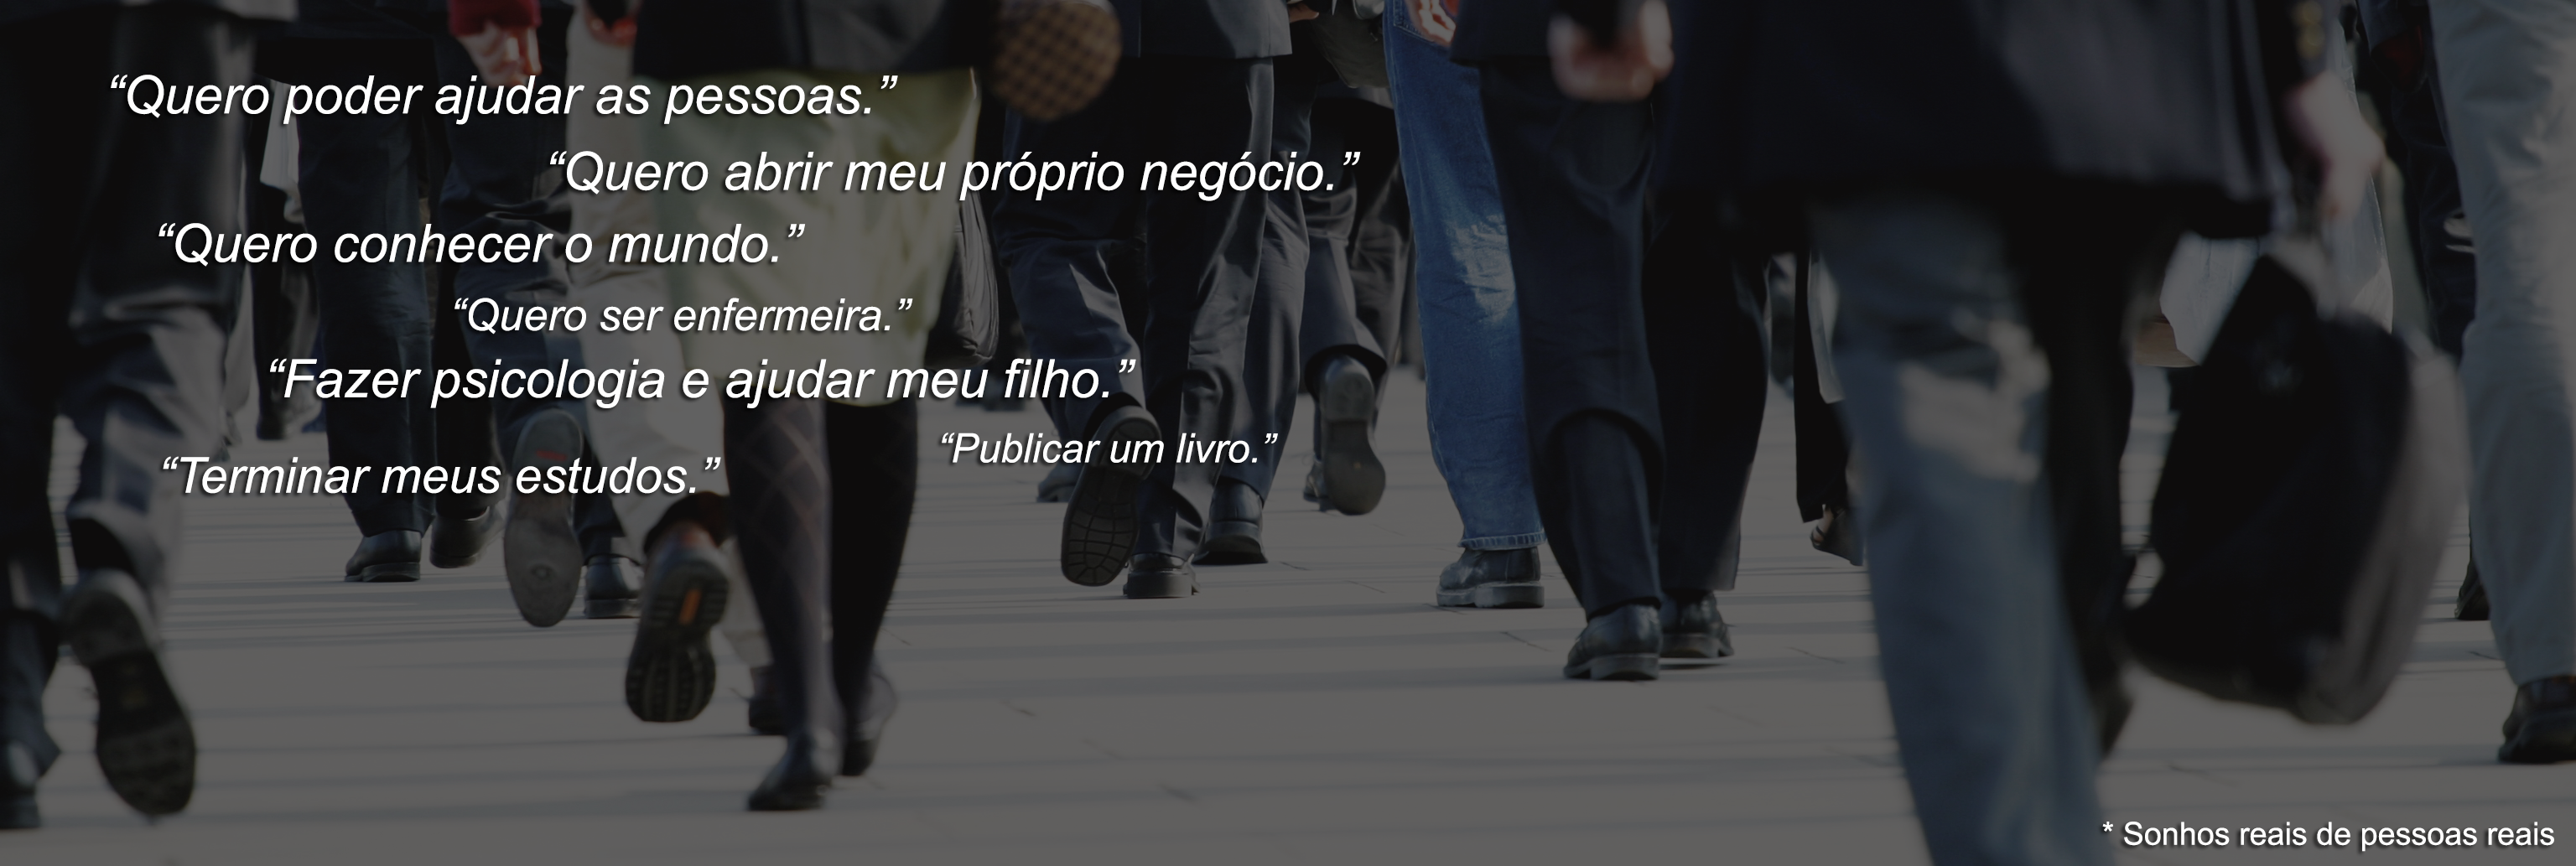 “Quero poder ajudar as pessoas.”
“Quero abrir meu próprio negócio.”
“Quero conhecer o mundo.”
“Quero ser enfermeira.”
“Fazer psicologia e ajudar meu filho.”
“Publicar um livro.”
“Terminar meus estudos.”
* Sonhos reais de pessoas reais